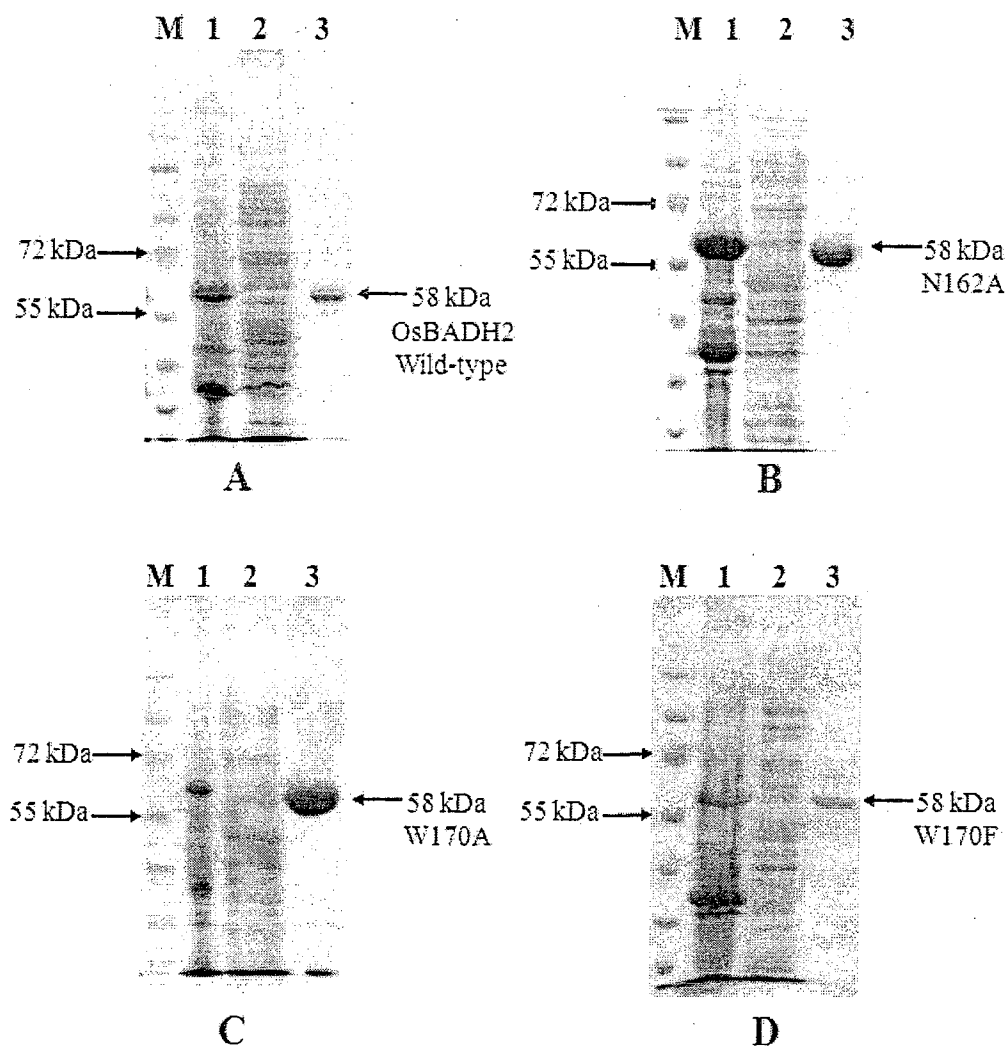 M 1 2 3
72 kDa
55 kDa
58 kDa
OsBADH2
Wild-type
A
M 1 2 3
72 kDa
55 kDa
58 kDa
N162A
B
M 1 2 3
72 kDa
55 kDa
58 kDa
W170A
C
M 1 2 3
72 kDa
55 kDa
58 kDa
W170F
D